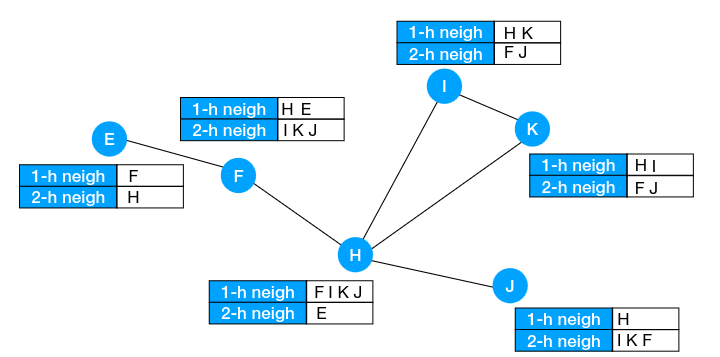 1-h neigh H K
2-h neigh F J
I
1-h neigh H E
2-h neigh I K J
K
E
1-h neigh H I
2-h neigh F J
1-h neigh F
2-h neigh H
F
H
J
1-h neigh F I K J
2-h neigh E
1-h neigh H
2-h neigh I K F